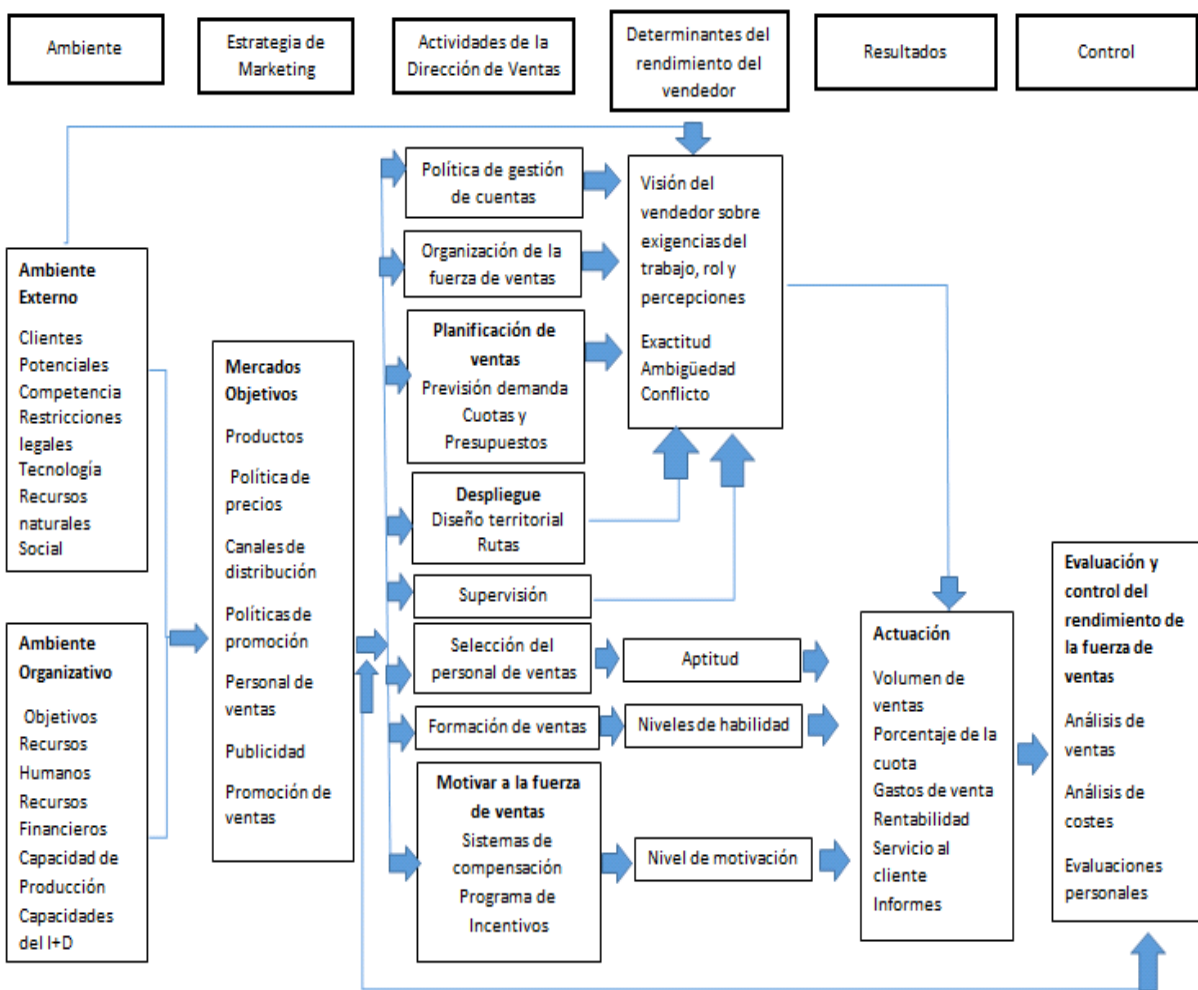 Ambiente
Estrategia de
Marketing
Actividades de la
Dirección de Ventas
Determinantes del
rendimiento del
vendedor
Resultados
Control
Ambiente
Externo
Clientes
Potenciales
Competencia
Restricciones
legales
Tecnología
Recursos
naturales
Social
Ambiente
Organizativo
Objetivos
Recursos
Humanos
Recursos
Financieros
Capacidad de
Producción
Capacidades
del I+D
Mercados
Objetivos
Productos
Política de
precios
Canales de
distribución
Políticas de
promoción
Personal de
ventas
Publicidad
Promoción de
ventas
Política de gestión
de cuentas
Organización de la
fuerza de ventas
Planificación de
ventas
Previsión demanda
Cuotas y
Presupuestos
Despliegue
Diseño territorial
Rutas
Supervisión
Selección del
personal de ventas
Formación de ventas
Motivar a la fuerza
de ventas
Sistemas de
compensación
Programa de
Incentivos
Visión del
vendedor sobre
exigencias del
trabajo, rol y
percepciones
Exactitud
Ambigüedad
Conflicto
Aptitud
Niveles de habilidad
Nivel de motivación
Actuación
Volumen de
ventas
Porcentaje de la
cuota
Gastos de venta
Rentabilidad
Servicio al
cliente
Informes
Evaluación y
control del
rendimiento de
la fuerza de
ventas
Análisis de
ventas
Análisis de
costes
Evaluaciones
personales